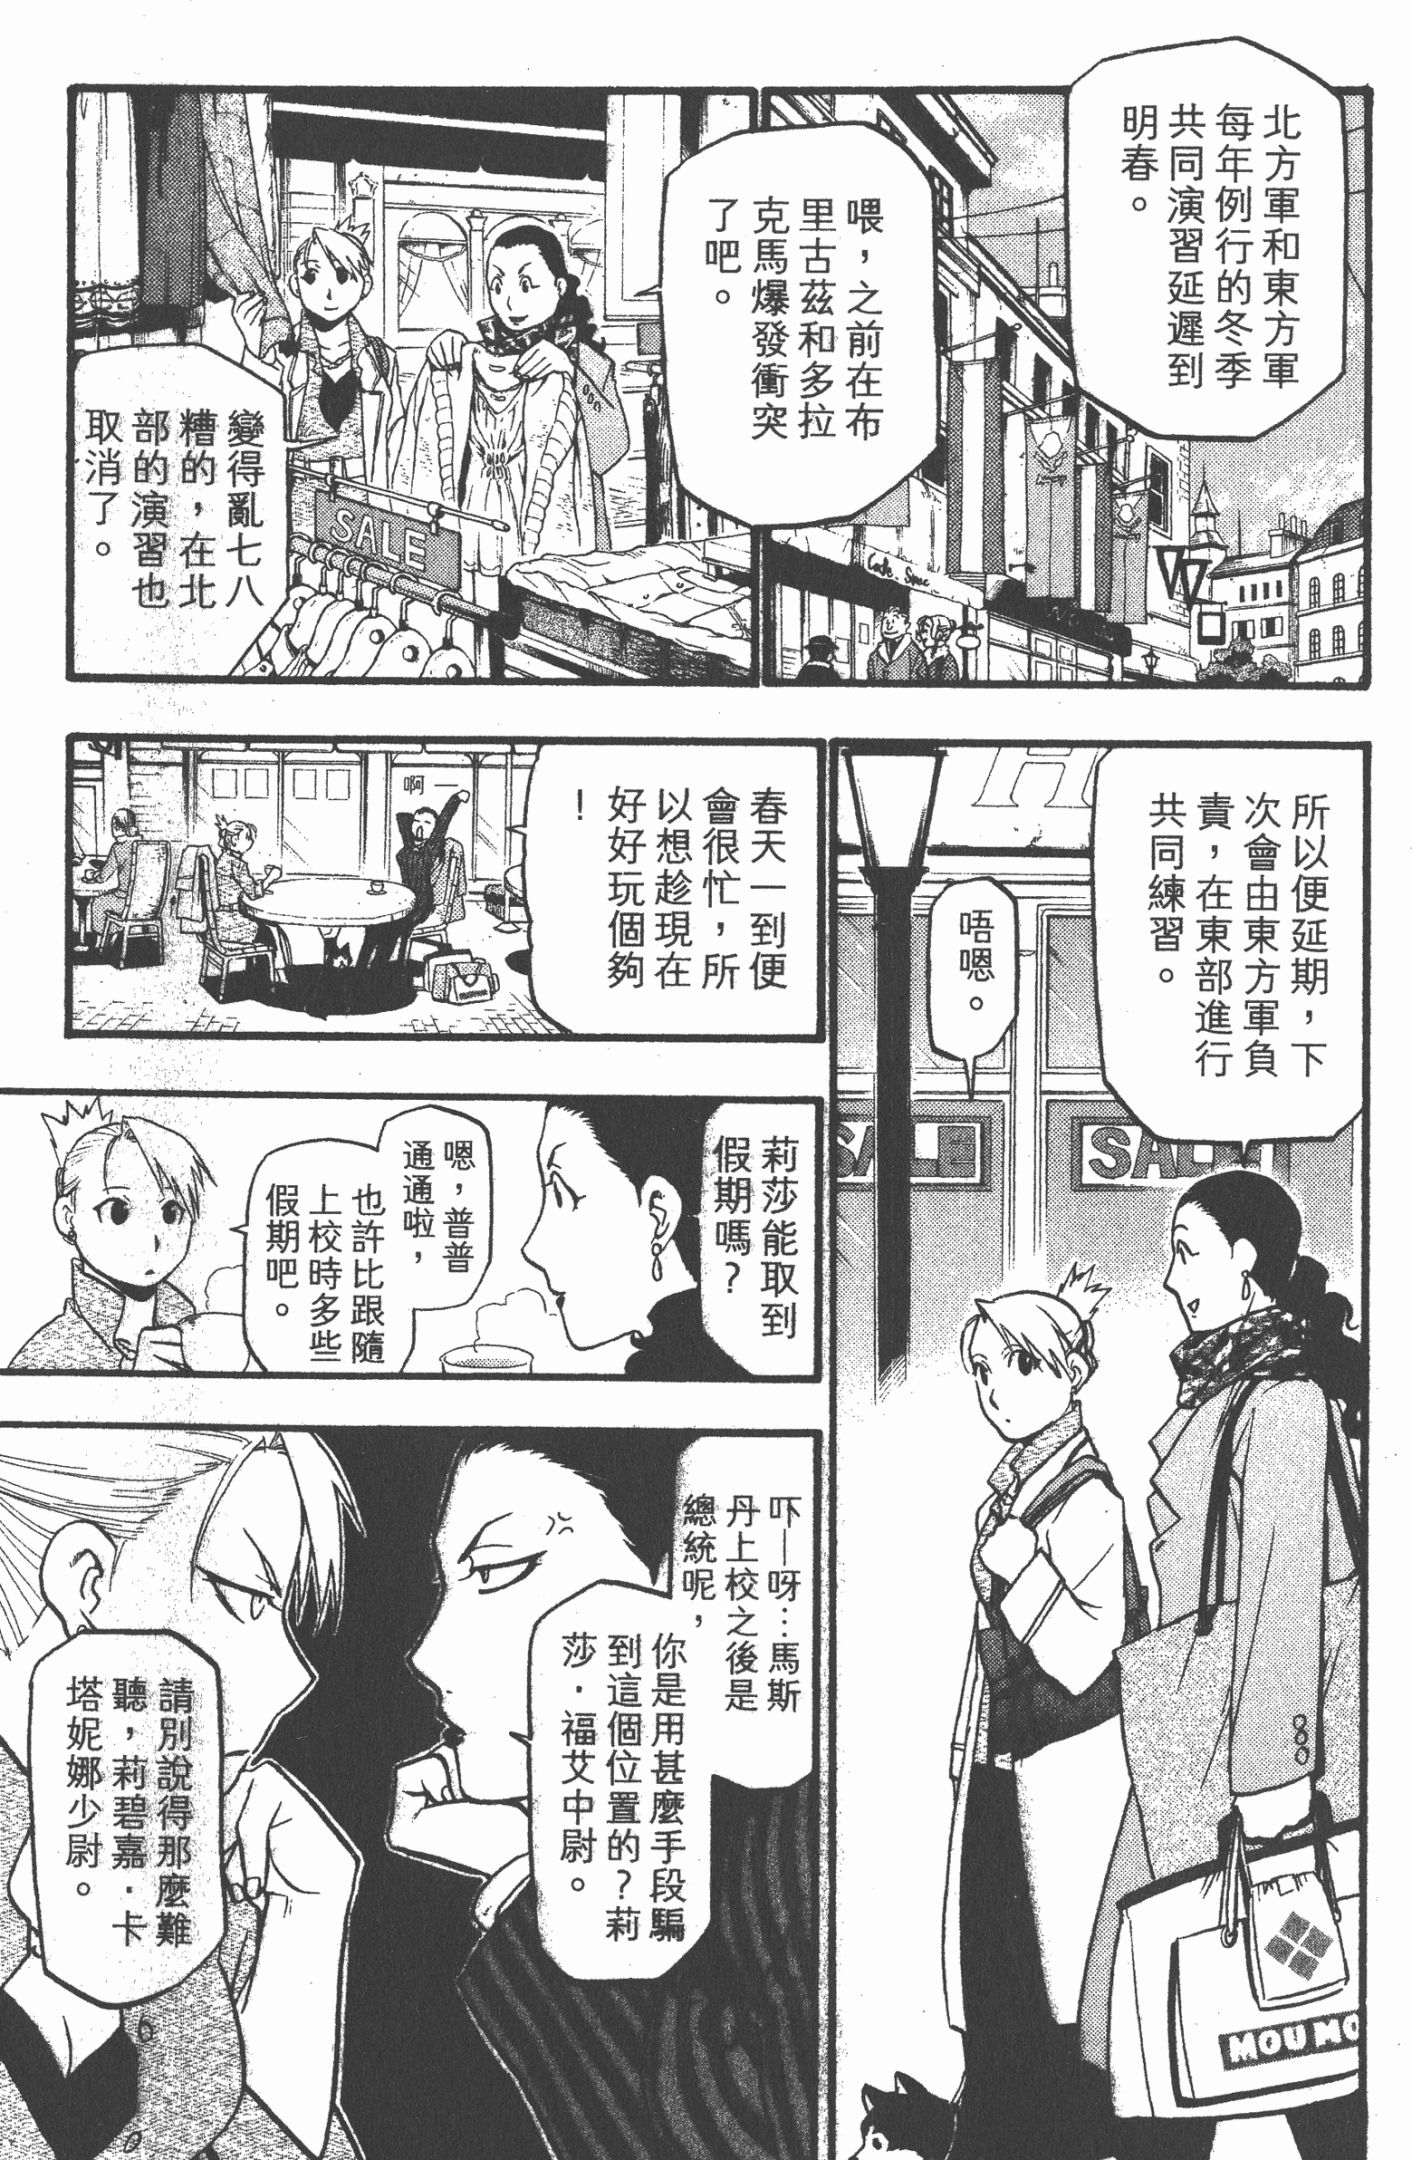 北方軍和東方軍
每年例行的冬季
共同演習延遲到
明春。
喂，之前在布
里古茲和多拉
克馬爆發衝突
了吧。
變得亂七八
糟的，在北
部的演習也
取消了。
SALE
Cafe
所以便延期，下
次會由東方軍負
責，在東部進行
共同練習。
唔嗯。
SALE
SALE
MOU MO
春天一到便
會很忙，所
以想趁現在
好好玩個夠
！
啊—
莉莎能取到
假期嗎？
嗯，普普
通通啦，
也許比跟隨
上校時多些
假期吧。
吓—呀…馬斯
丹上校之後是
總統呢，
你是用甚麼手段騙
到這個位置的？莉
莎．福艾中尉。
請別說得那麼難
聽，莉碧嘉．卡
塔妮娜少尉。